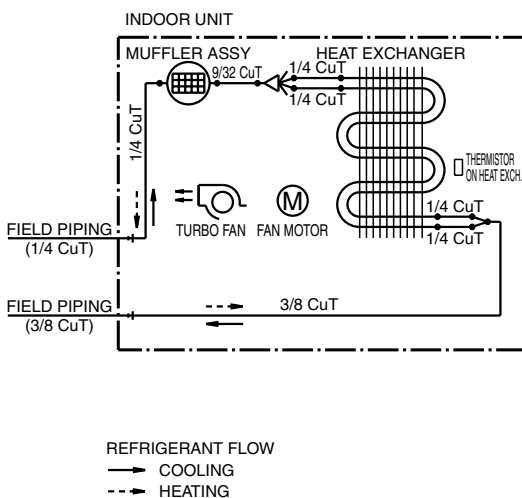 INDOOR UNIT
MUFFLER ASSY
HEAT EXCHANGER
9/32 CuT
1/4 CuT
1/4 CuT
1/4 CuT
THERMISTOR
ON HEAT EXCH.
M
TURBO FAN
FAN MOTOR
1/4 CuT
1/4 CuT
FIELD PIPING
(1/4 CuT)
FIELD PIPING
(3/8 CuT)
3/8 CuT
REFRIGERANT FLOW
COOLING
HEATING